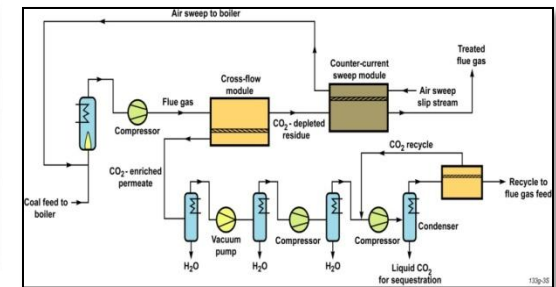 Air sweep to boiler
Treated
flue gas
Counter-current
sweep module
Cross-flow
module
Air sweep
slip stream
Flue gas
Compressor
CO2 - depleted
residue
CO2 recycle
CO2- enriched
permeate
Coal feed to
boiler
Recycle to
flue gas feed
Vacuum
pump
Compressor
Compressor
Condenser
H2O
H2O
H2O
Liquid CO2
for sequestration
133g-3S